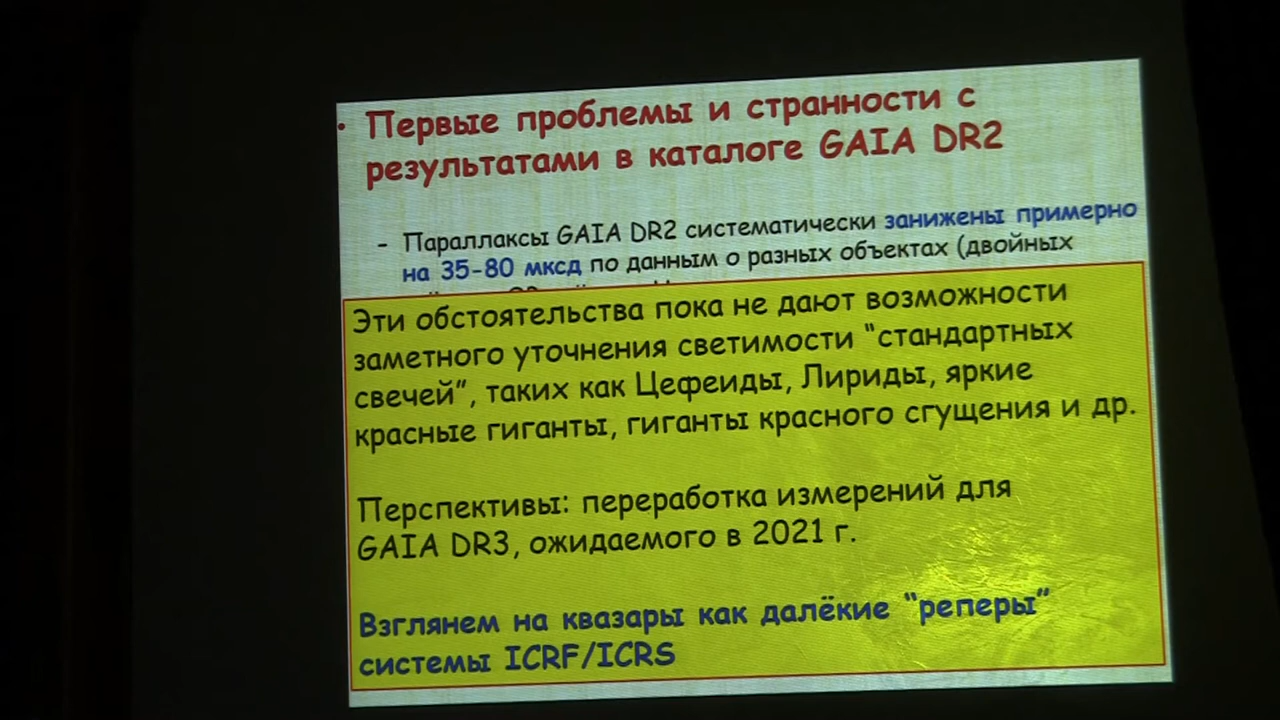 • Первые проблемы и странности с
результатами в каталоге GAIA DR2
- Параллаксы GAIA DR2 систематически занижены примерно
на 35-80 мксд по данным о разных объектах (двойных
Эти обстоятельства пока не дают возможности
заметного уточнения светимости “стандартных
свечей”, таких как Цефеиды, Лириды, яркие
красные гиганты, гиганты красного сгущения и др.
Перспективы: переработка измерений для
GAIA DR3, ожидаемого в 2021 г.
Взглянем на квазары как далёкие “реперы”
системы ICRF/ICRS